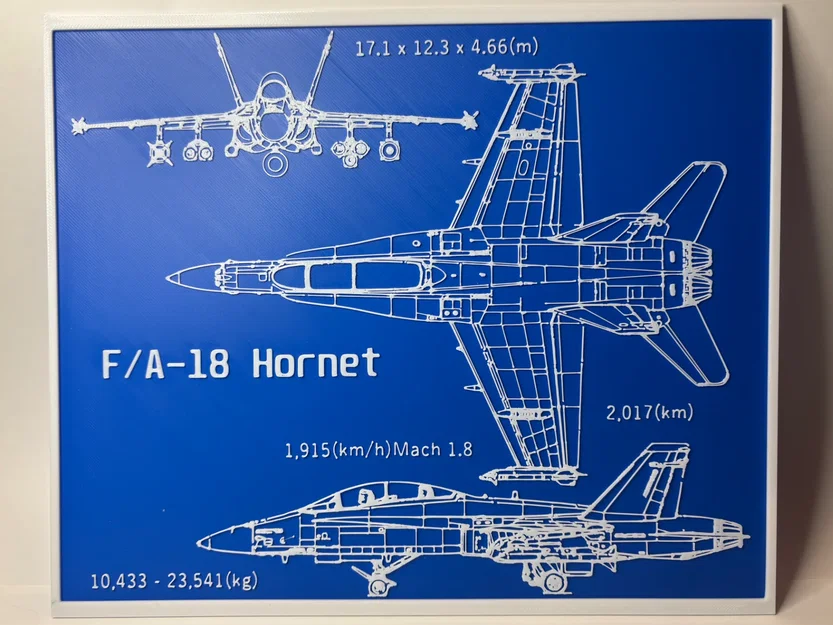 17.1 x 12.3 x 4.66(m)
F/A-18 Hornet
2,017(km)
1,915(km/h)Mach 1.8
10,433 - 23,541(kg)